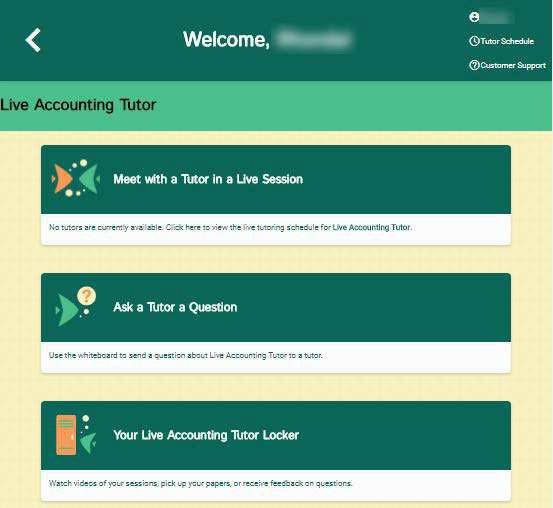 Welcome,
Tutor Schedule
Customer Support
Live Accounting Tutor
Meet with a Tutor in a Live Session
No tutors are currently available. Click here to view the live tutoring schedule for Live Accounting Tutor.
?
Ask a Tutor a Question
Use the whiteboard to send a question about Live Accounting Tutor to a tutor.
Your Live Accounting Tutor Locker
Watch videos of your sessions, pick up your papers, or receive feedback on questions.